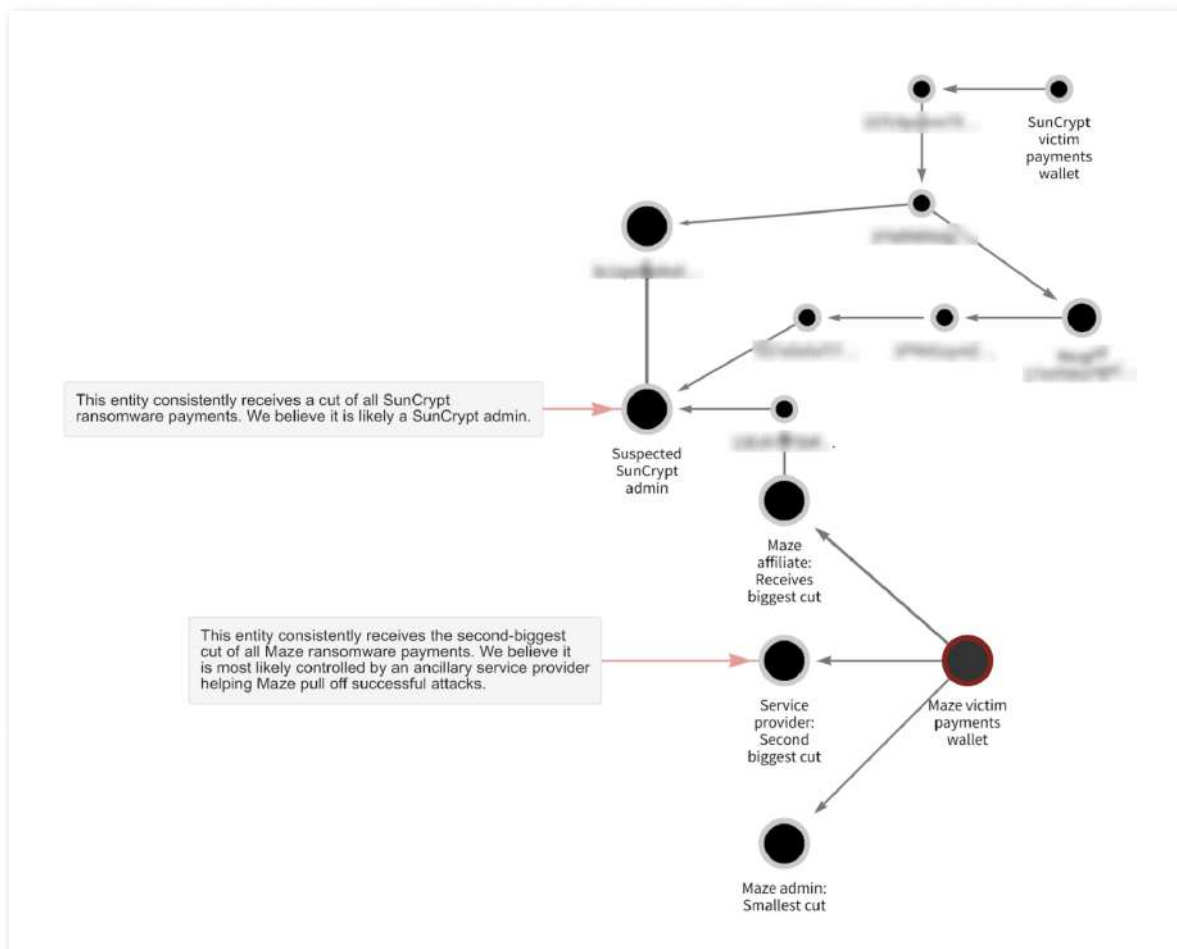 SunCrypt
victim
payments
wallet
This entity consistently receives a cut of all SunCrypt
ransomware payments. We believe it is likely a SunCrypt admin.
Suspected
SunCrypt
admin
Maze
affiliate:
Receives
biggest cut
This entity consistently receives the second-biggest
cut of all Maze ransomware payments. We believe it
is most likely controlled by an ancillary service provider
helping Maze pull off successful attacks.
Service
provider:
Second
biggest cut
Maze victim
payments
wallet
Maze admin:
Smallest cut